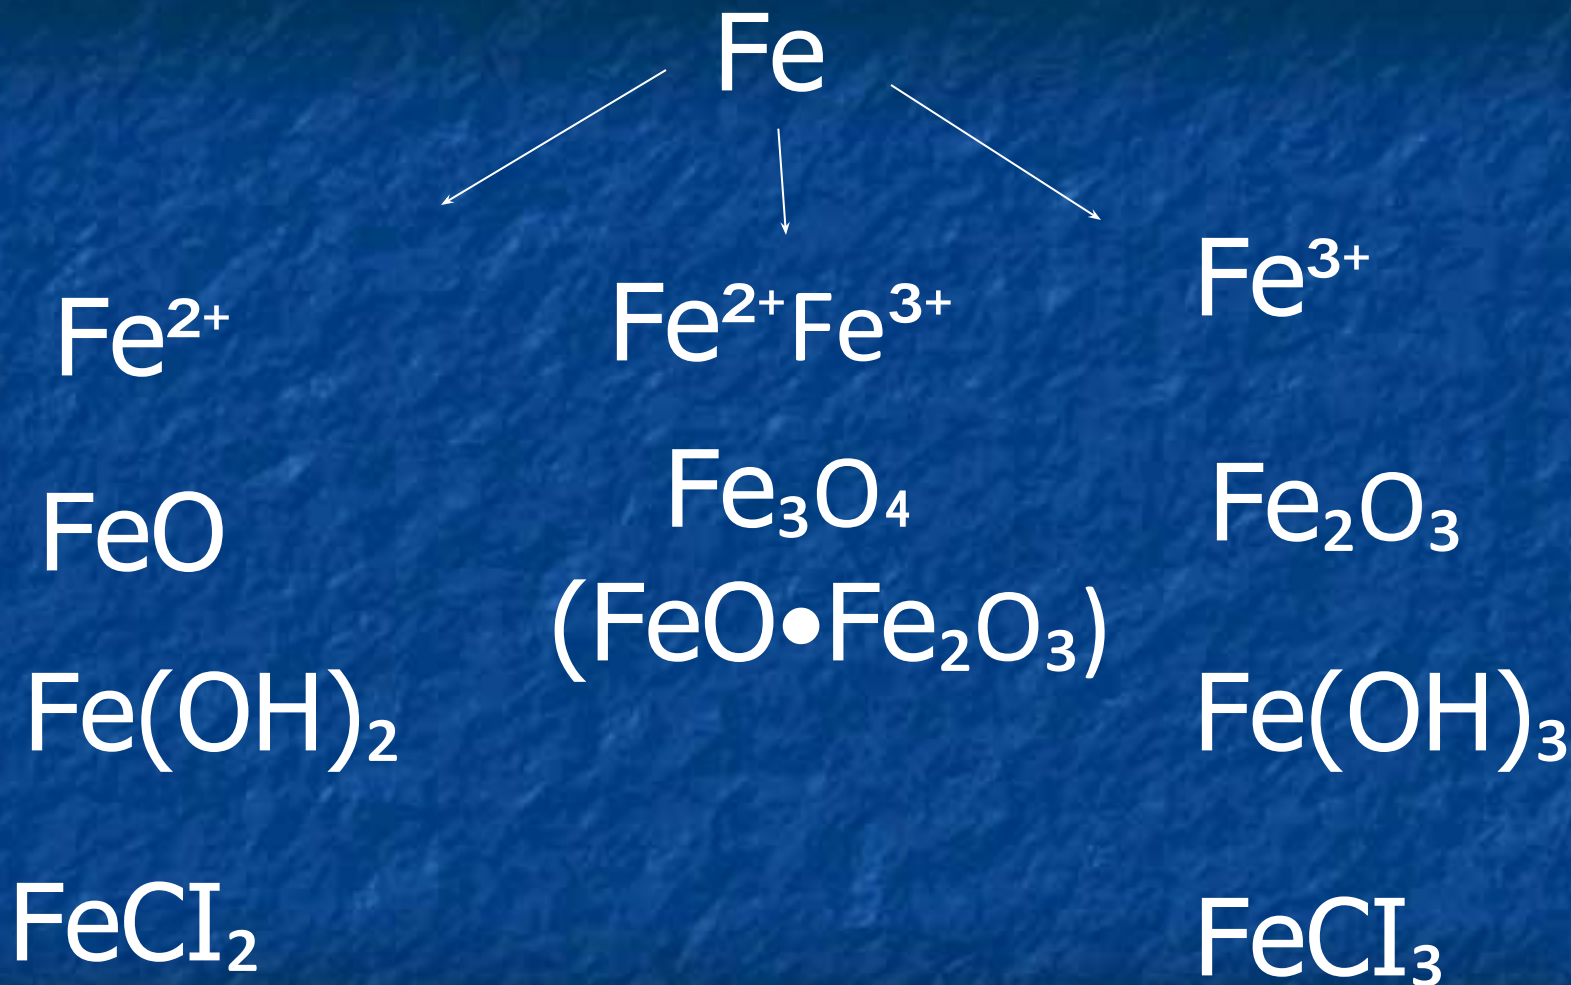 Fe
Fe²⁺ Fe²⁺Fe³⁺ Fe³⁺
FeO Fe₃O₄ Fe₂O₃
(FeO•Fe₂O₃)
Fe(OH)₂ Fe(OH)₃
FeCI₂ FeCI₃